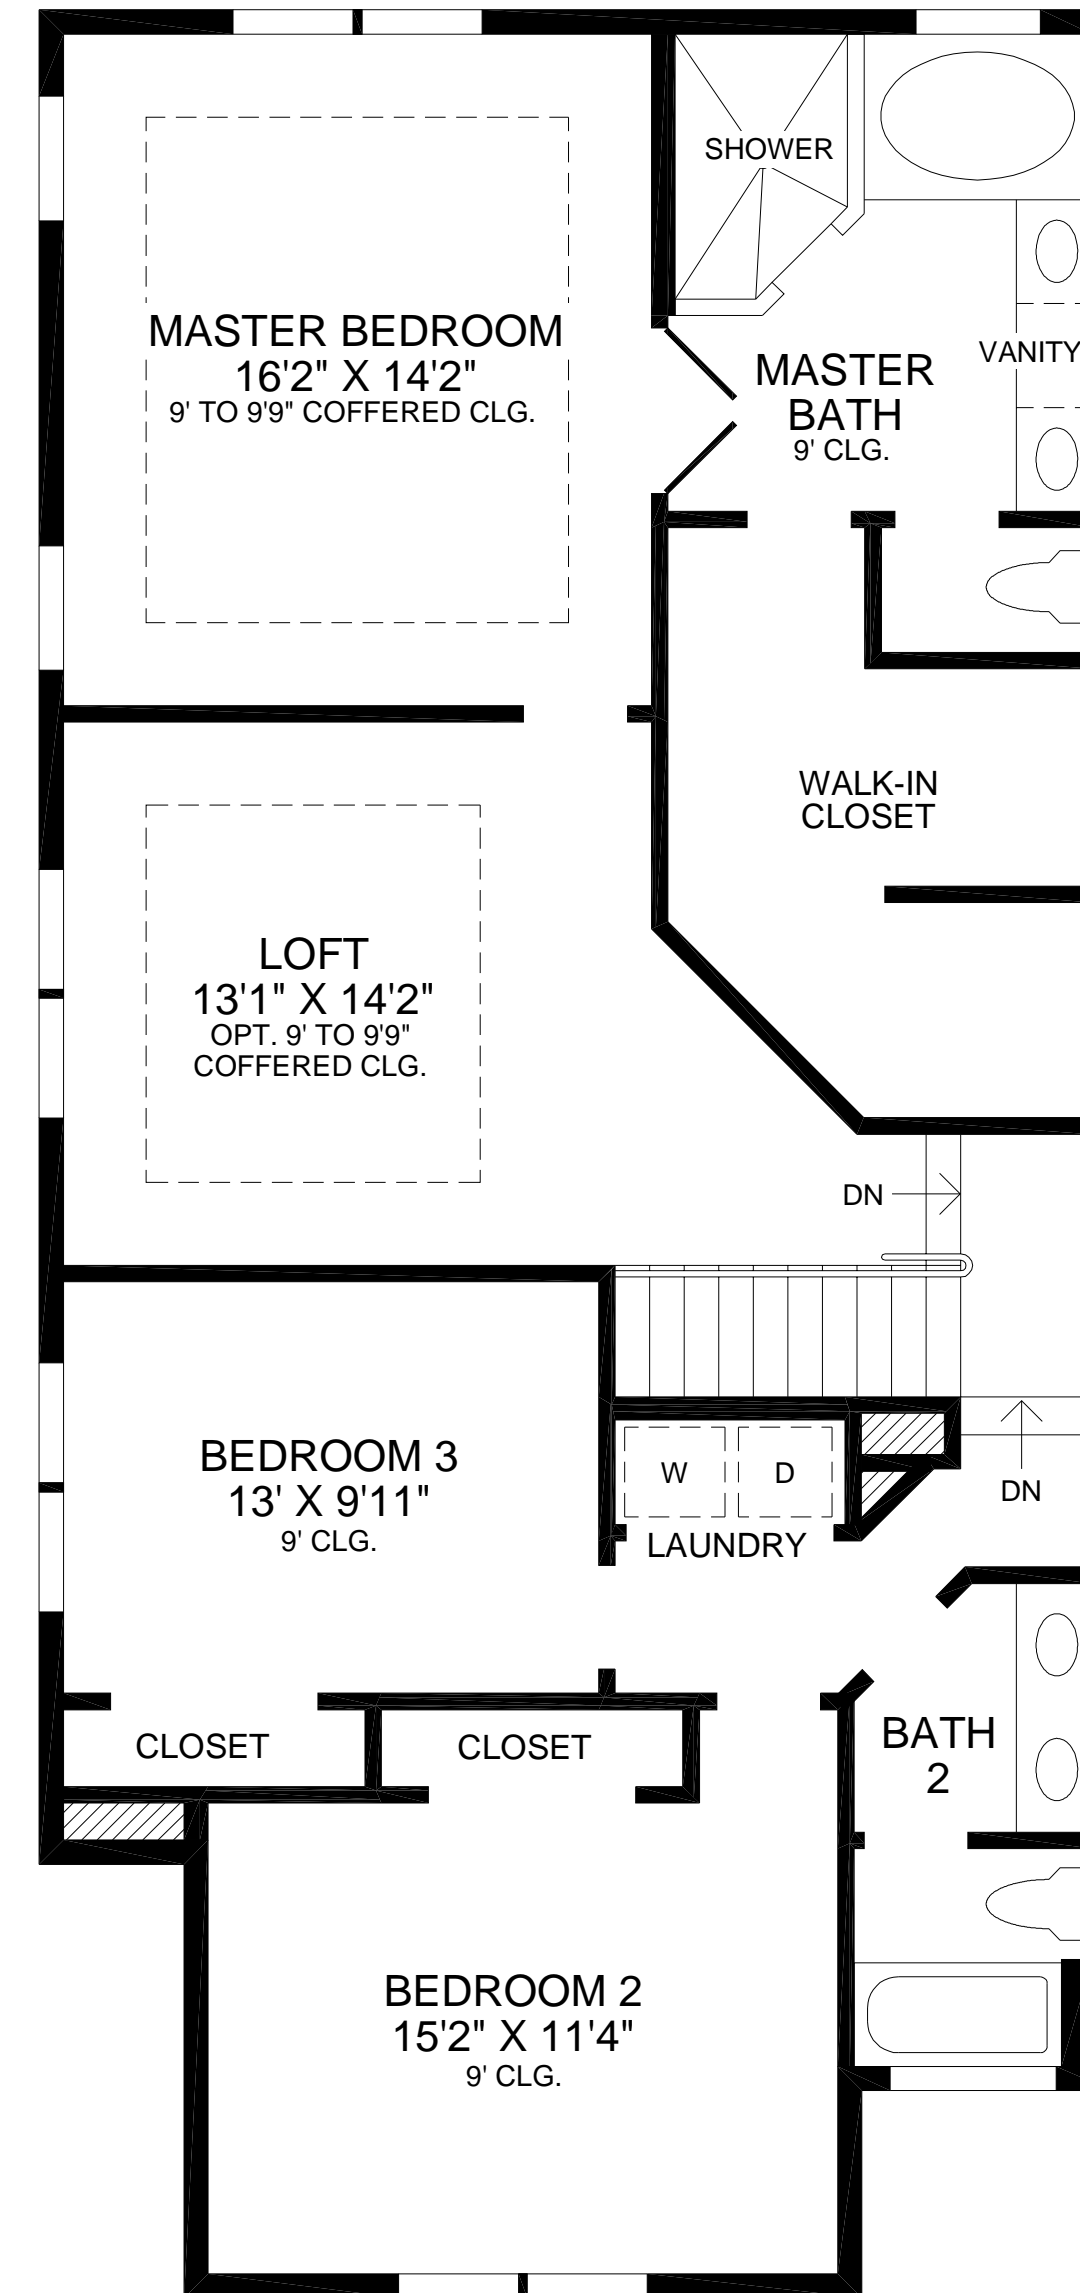 SHOWER
MASTER BEDROOM
16'2" X 14'2"
9' TO 9'9" COFFERED CLG.
VANITY
MASTER
BATH
9' CLG.
WALK-IN
CLOSET
LOFT
13'1" X 14'2"
OPT. 9' TO 9'9"
COFFERED CLG.
DN
BEDROOM 3
13' X 9'11"
9' CLG.
W
D
DN
LAUNDRY
CLOSET
CLOSET
BATH
2
BEDROOM 2
15'2" X 11'4"
9' CLG.